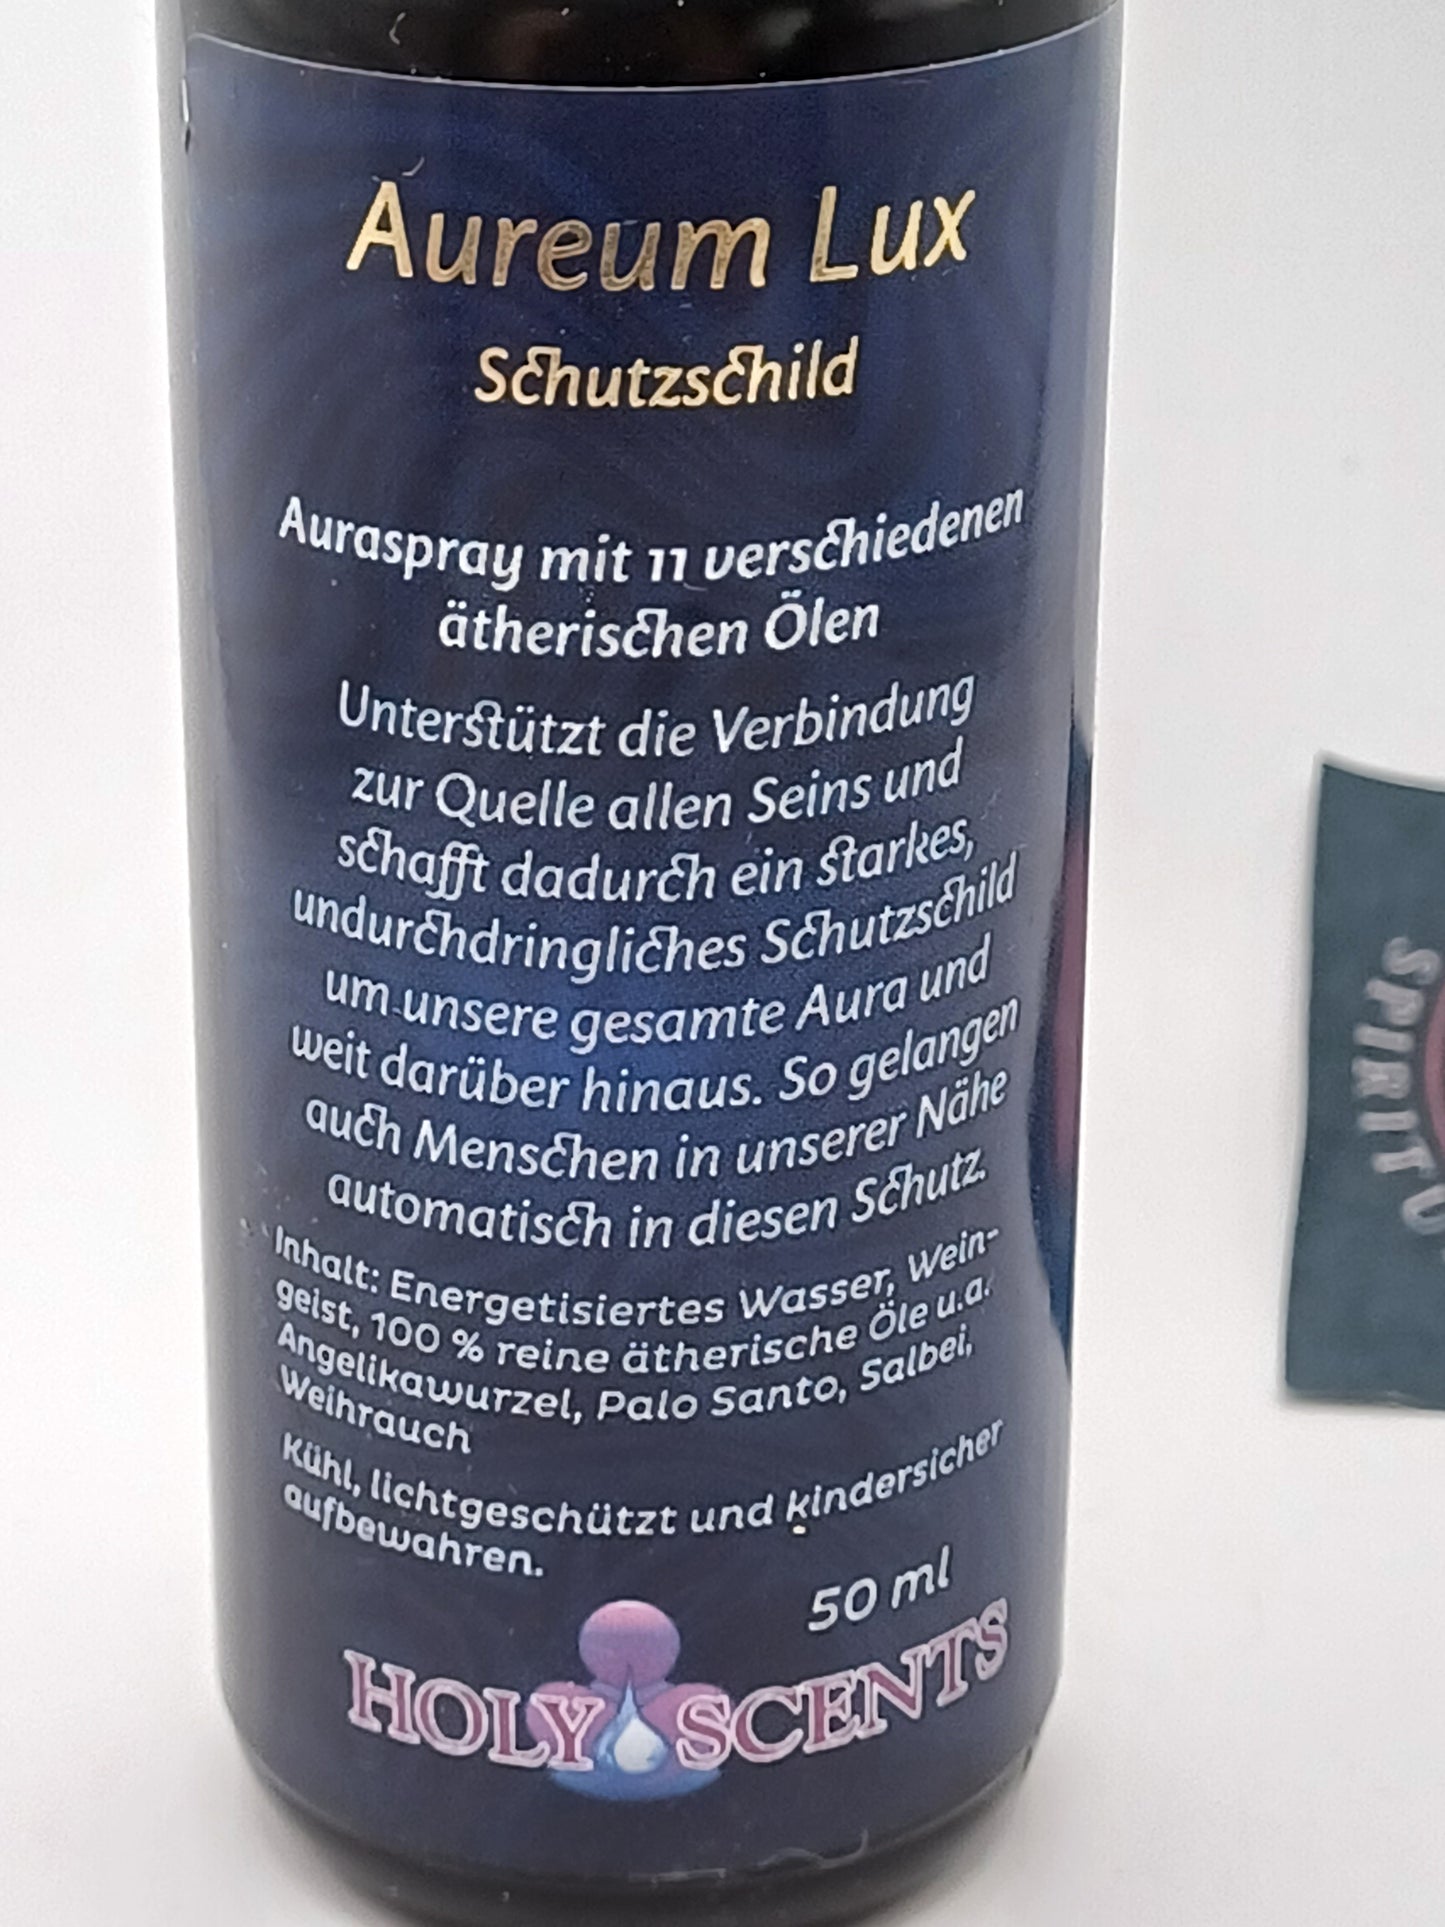 Aureum Lux
Schutzschild
Auraspray mit 11 verschiedenen
ätherischen Ölen
Unterstützt die Verbindung
zur Quelle allen Seins und
schafft dadurch ein starkes,
undurchdringliches Schutzschild
um unsere gesamte Aura und
weit darüber hinaus. So gelangen
auch Menschen in unserer Nähe
automatisch in diesen Schutz.
Inhalt: Energetisiertes Wasser, Wein-
geist, 100 % reine ätherische Öle u.a.
Angelikawurzel, Palo Santo, Salbei,
Weihrauch
Kühl, lichtgeschützt und kindersicher
aufbewahren.
50 ml
HOLY SCENTS
SPIRIT